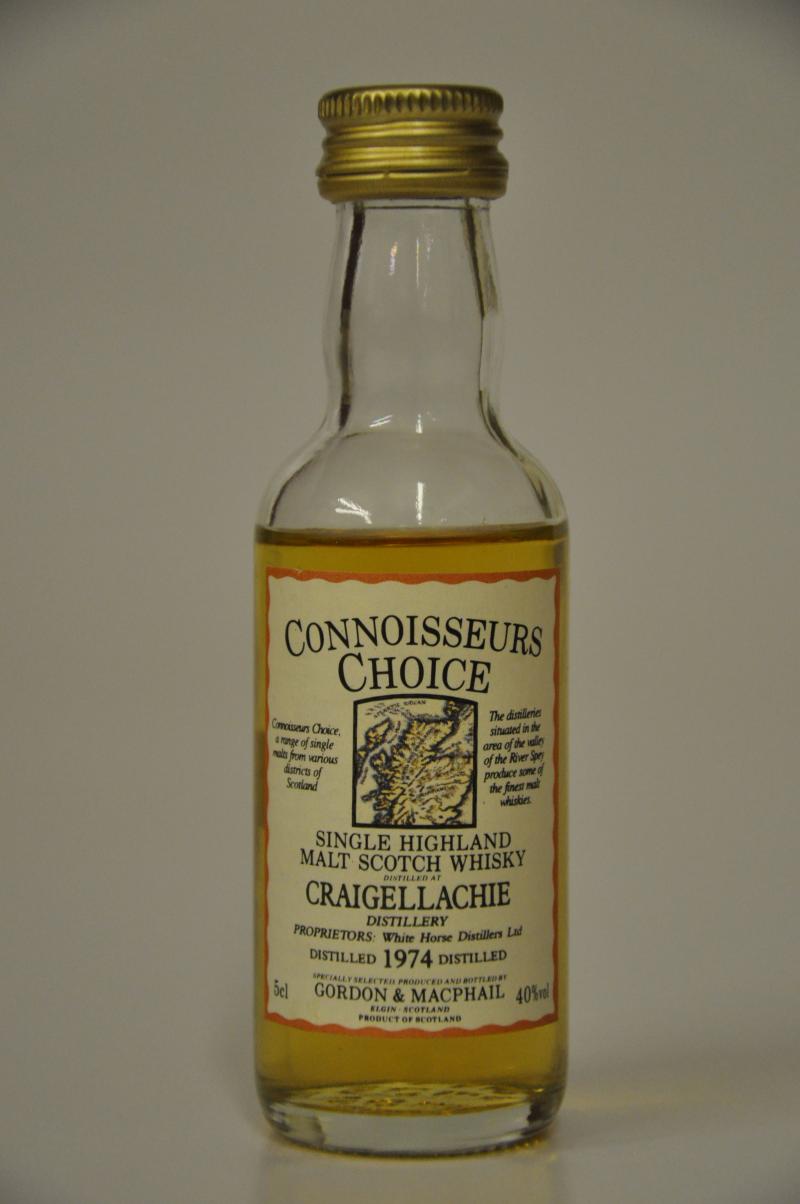 CONNOISSEURS
CHOICE
ATLANTIC OCEAN
Connoisseurs Choice,
a range of single
malts from various
districts of
Scotland
The distilleries
situated in the
area of the valley
of the River Spey
produce some of
the finest malt
whiskies.
SINGLE HIGHLAND
MALT SCOTCH WHISKY
DISTILLED AT
CRAIGELLACHIE
DISTILLERY
PROPRIETORS: White Horse Distillers Ltd
DISTILLED 1974 DISTILLED
SPECIALLY SELECTED, PRODUCED AND BOTTLED BY
5cl GORDON & MACPHAIL 40%vol
ELGIN · SCOTLAND
PRODUCT OF SCOTLAND